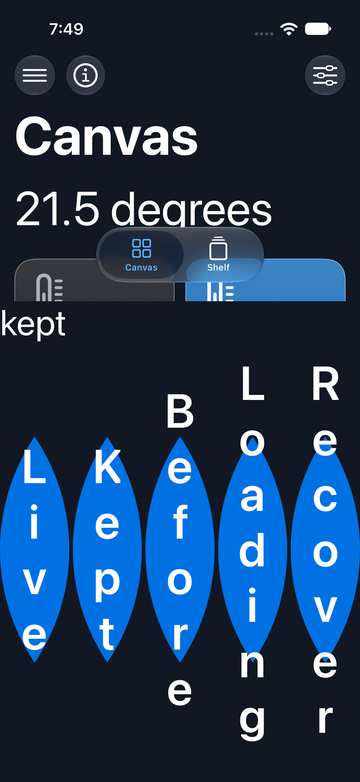 7:49
Canvas
21.5 degrees
Canvas
Shelf
kept
Live
Kept
Before
Loading
Recover